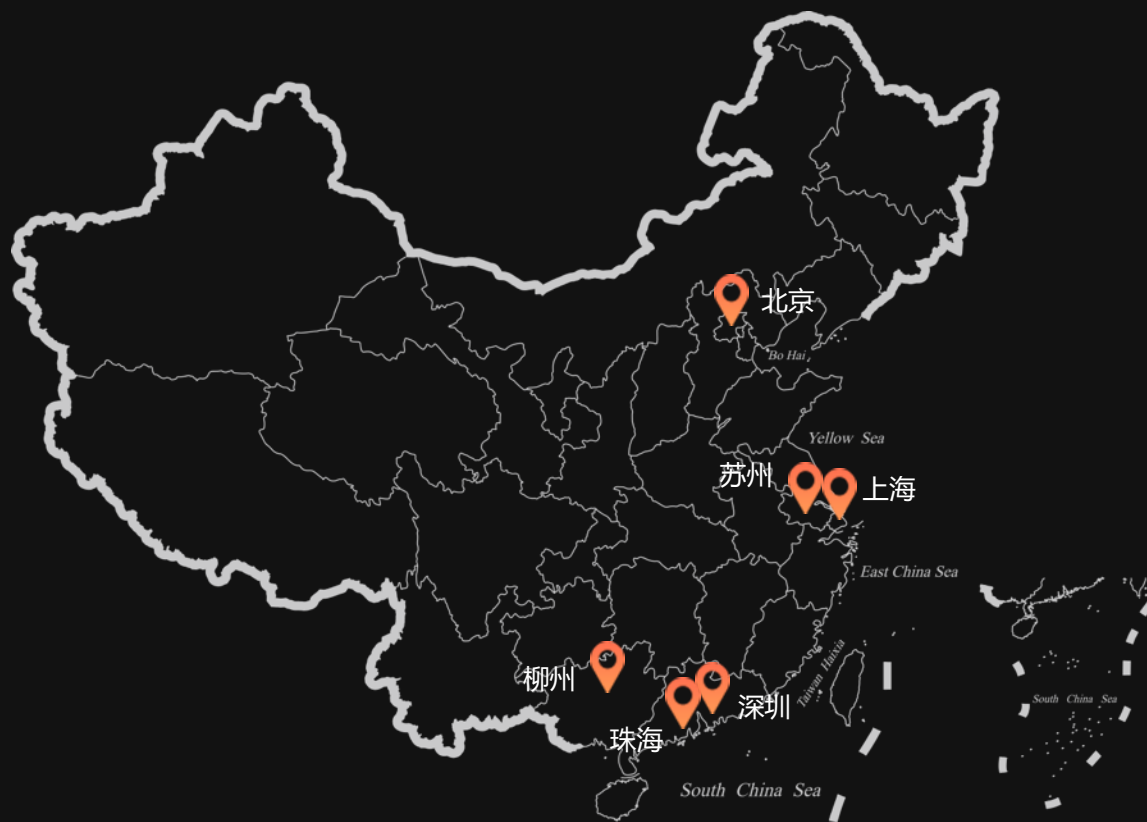 北京
Bo Hai
Yellow Sea
苏州
上海
East China Sea
Taiwan Haixia
柳州
深圳
珠海
South China Sea
South China Sea